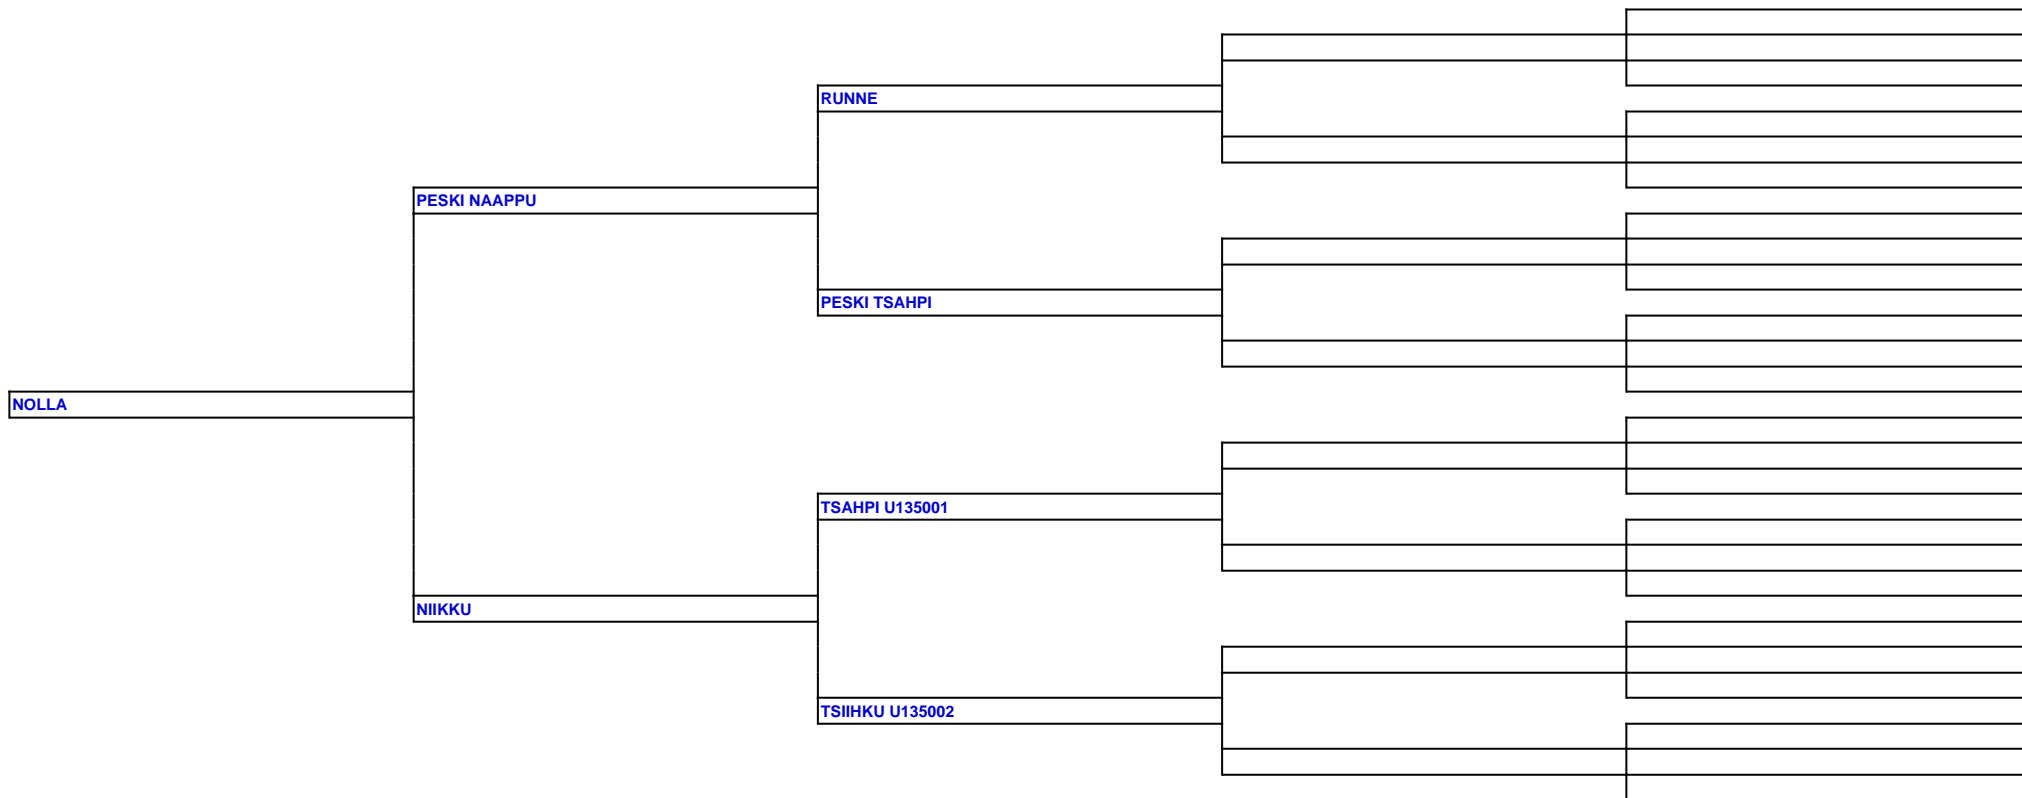 RUNNE
PESKI NAAPPU
PESKI TSAHPI
NOLLA
TSAHPI U135001
NIIKKU
TSIIHKU U135002